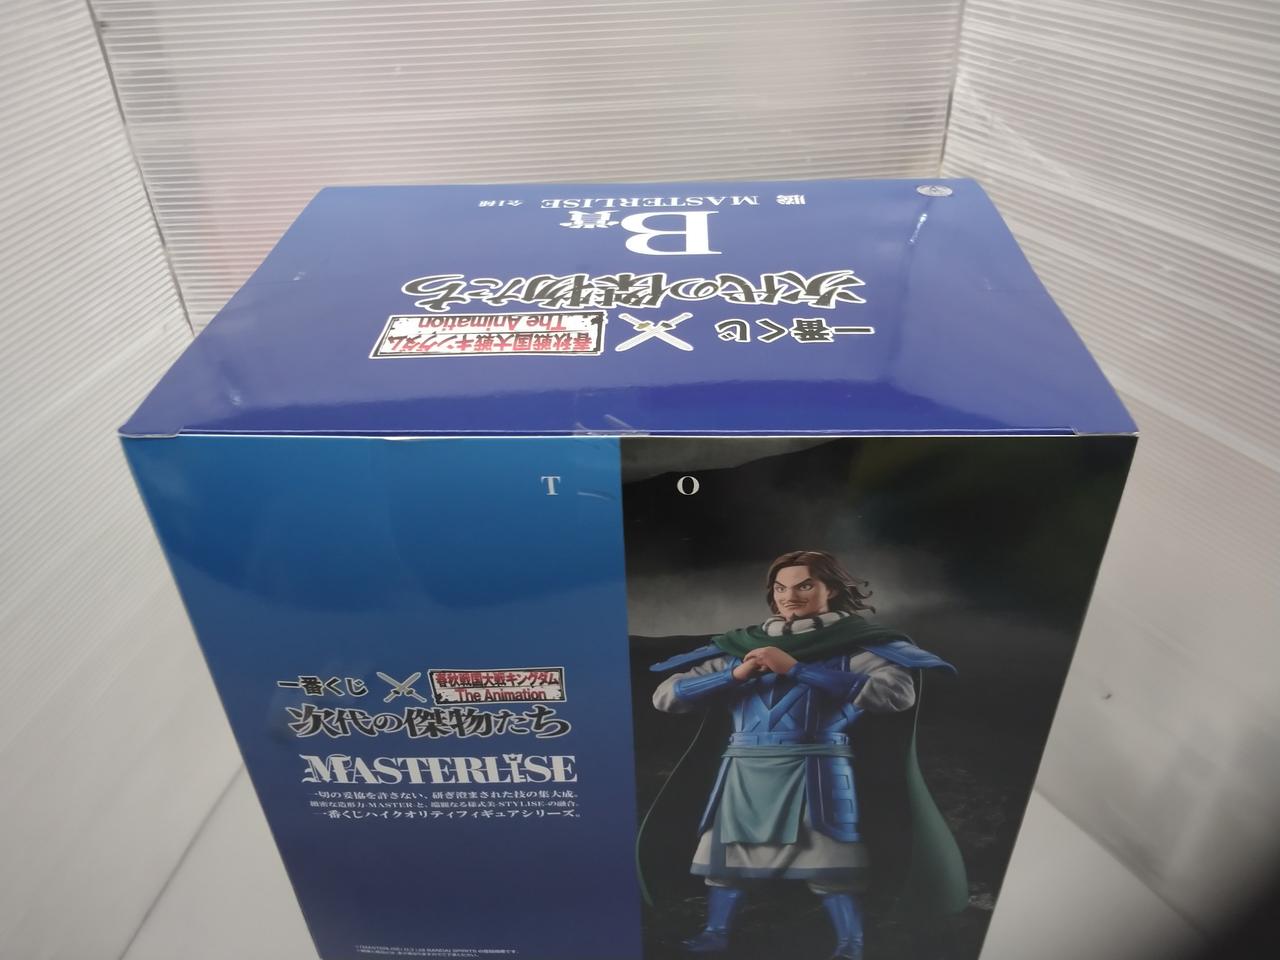 一番くじ
春秋戦国大戦キングダム
The Animation
次代の傑物たち
B賞
騰 MASTERLISE 全1種
T O
一番くじ
春秋戦国大戦キングダム
The Animation
次代の傑物たち
MASTERLISE
一切の妥協を許さない、研ぎ澄まされた技の集大成。
緻密な造形力-MASTER-と、端麗なる様式美-STYLISE-の融合。
一番くじハイクオリティフィギュアシリーズ。